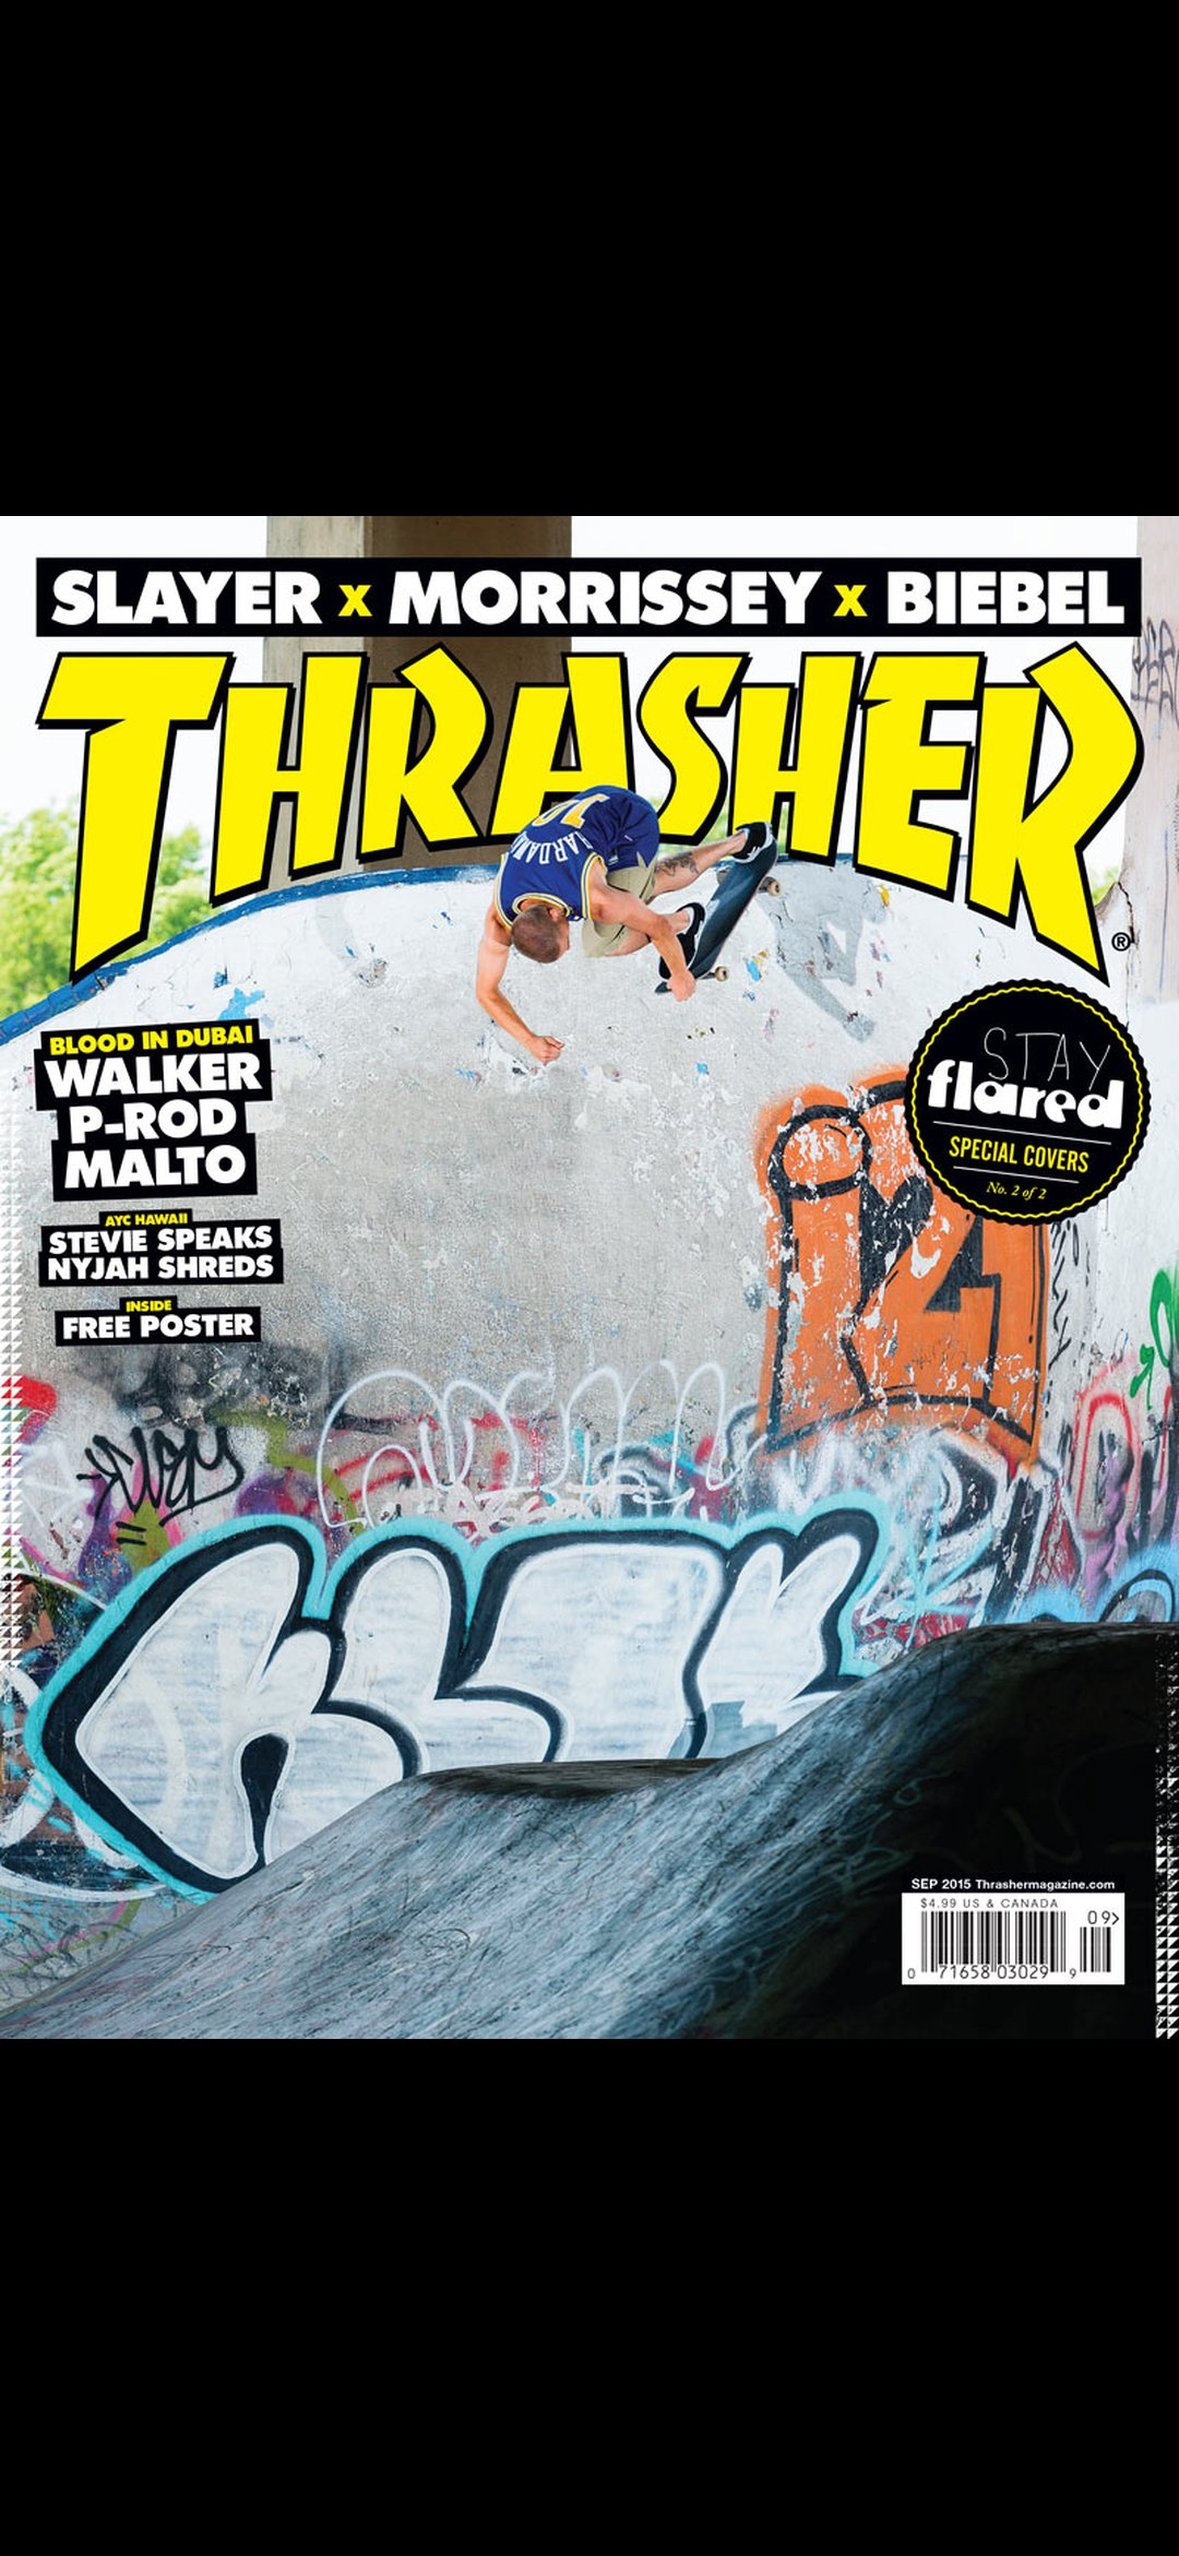 SLAYER x MORRISSEY x BIEBEL
THRASHER
®
BLOOD IN DUBAI
WALKER
P-ROD
MALTO
AYC HAWAII
STEVIE SPEAKS
NYJAH SHREDS
INSIDE
FREE POSTER
STAY
flared
SPECIAL COVERS
No. 2 of 2
HARDAWAY
10
SEP 2015 Thrashermagazine.com
$4.99 US & CANADA
09>
0 71658 03029 9